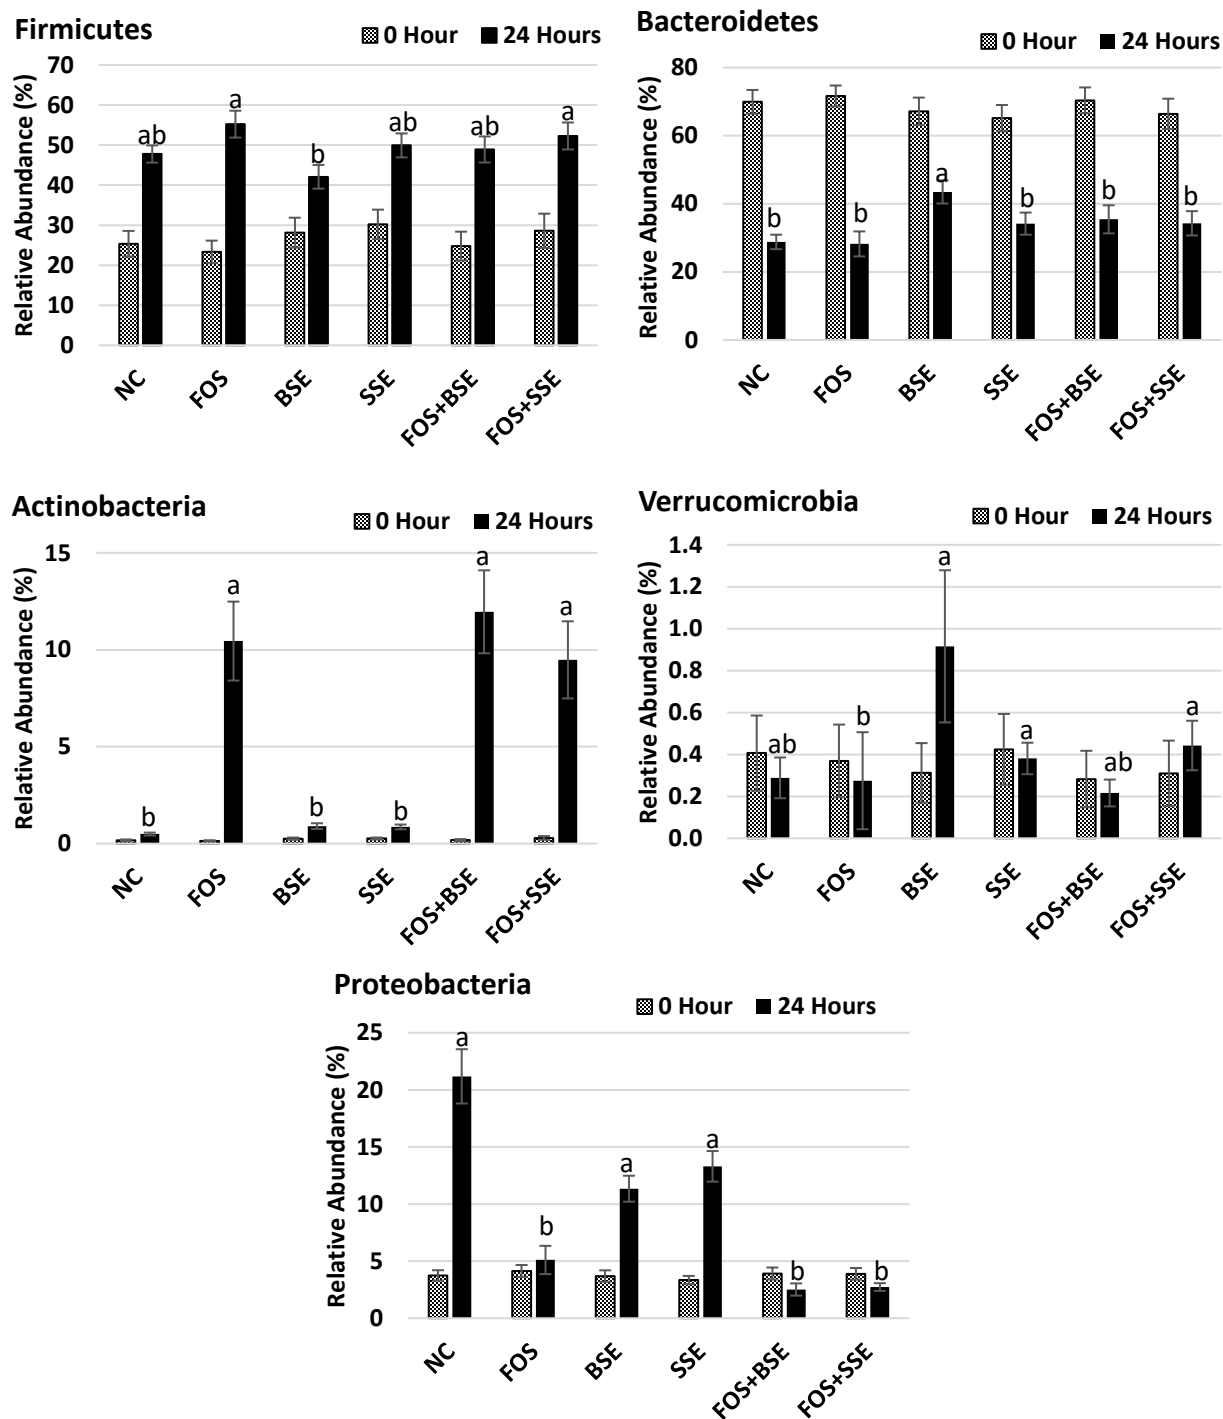 Firmicutes
0 Hour 24 Hours
Relative Abundance (%)
70
60
50
40
30
20
10
0
ab a b ab ab a
NC FOS BSE SSE FOS+BSE FOS+SSE
Bacteroidetes
0 Hour 24 Hours
Relative Abundance (%)
80
60
40
20
0
b b a b b b
NC FOS BSE SSE FOS+BSE FOS+SSE
Actinobacteria
0 Hour 24 Hours
Relative Abundance (%)
15
10
5
0
b a b b a a
NC FOS BSE SSE FOS+BSE FOS+SSE
Verrucomicrobia
0 Hour 24 Hours
Relative Abundance (%)
1.4
1.2
1.0
0.8
0.6
0.4
0.2
0.0
ab b a a ab a
NC FOS BSE SSE FOS+BSE FOS+SSE
Proteobacteria
0 Hour 24 Hours
Relative Abundance (%)
25
20
15
10
5
0
a b a a b b
NC FOS BSE SSE FOS+BSE FOS+SSE